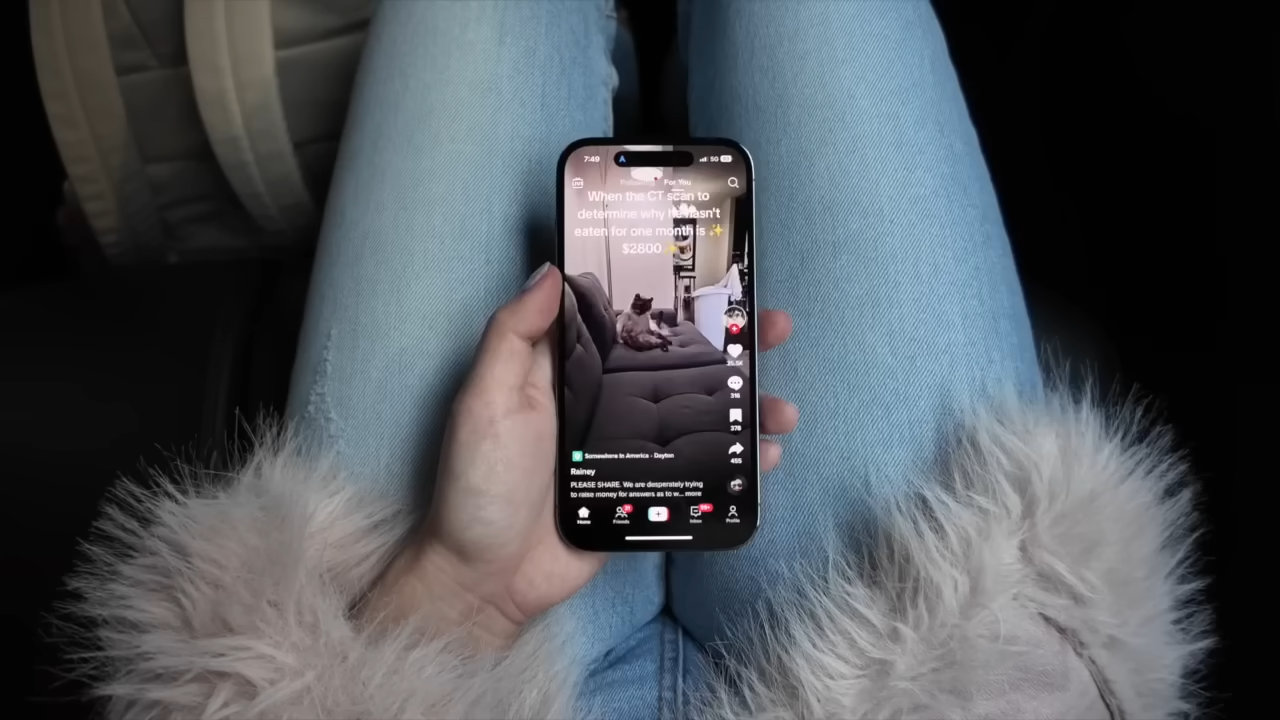 7:49
5G
LIVE
Following
For You
When the CT scan to
determine why he hasn't
eaten for one month is ✨
$2800 ✨
316
378
455
Somewhere In America - Dayton
Rainey
PLEASE SHARE. We are desperately trying
to raise money for answers as to w... more
Home
Friends
Inbox
Profile